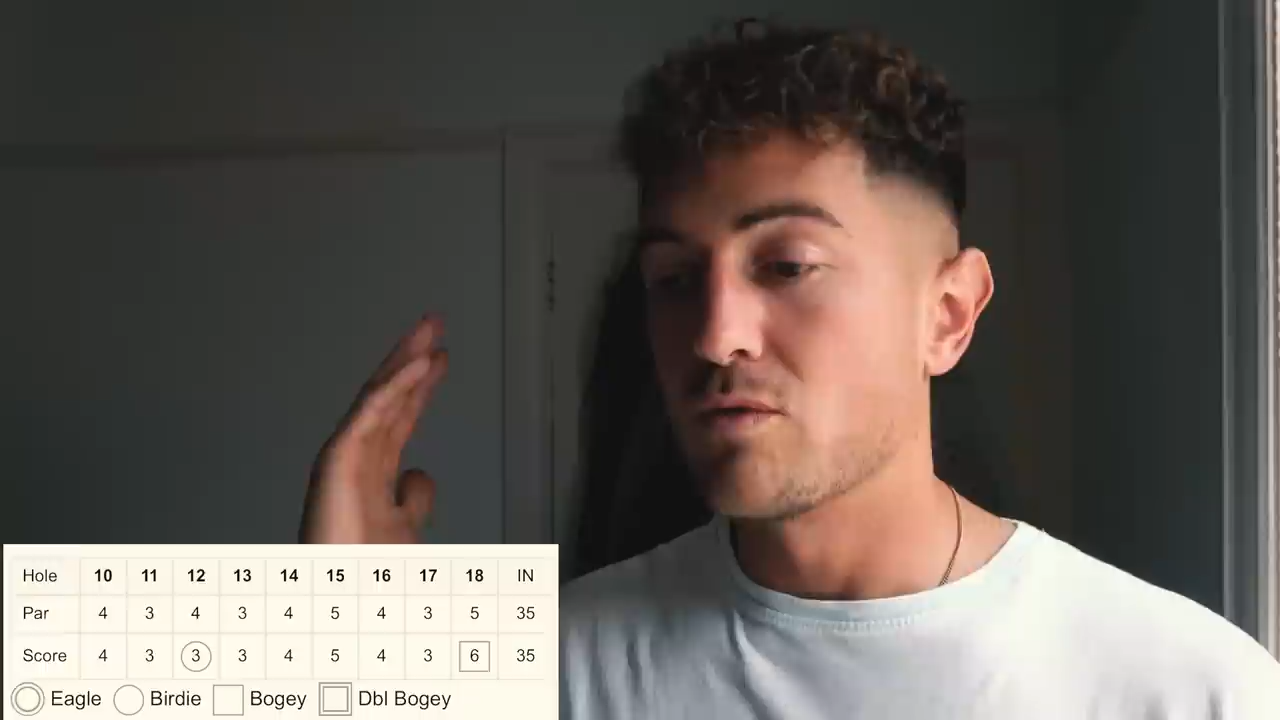 Hole 10 11 12 13 14 15 16 17 18 IN
Par 4 3 4 3 4 5 4 3 5 35
Score 4 3 3 3 4 5 4 3 6 35
Eagle Birdie Bogey Dbl Bogey